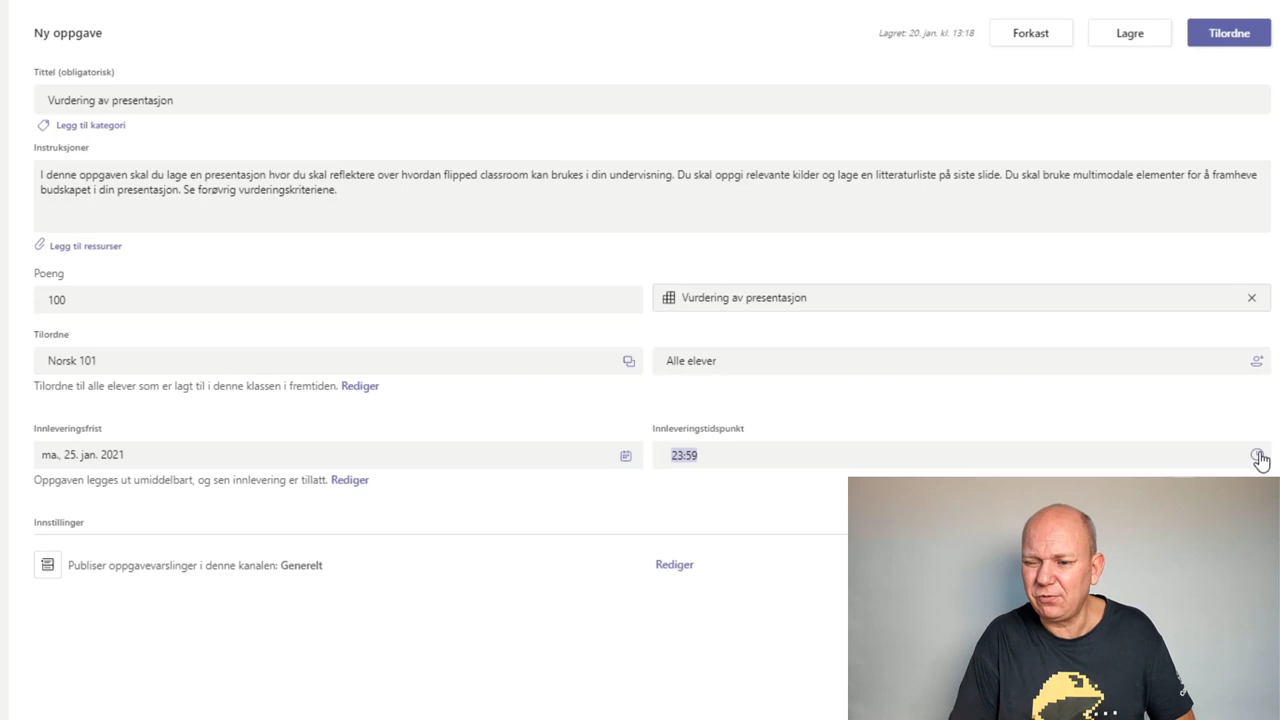 Ny oppgave
Lagret: 20. jan. kl. 13:18
Forkast
Lagre
Tilordne
Tittel (obligatorisk)
Vurdering av presentasjon
Legg til kategori
Instruksjoner
I denne oppgaven skal du lage en presentasjon hvor du skal reflektere over hvordan flipped classroom kan brukes i din undervisning. Du skal oppgi relevante kilder og lage en litteraturliste på siste slide. Du skal bruke multimodale elementer for å framheve
budskapet i din presentasjon. Se forøvrig vurderingskriteriene.
Legg til ressurser
Poeng
100
Vurdering av presentasjon
Tilordne
Norsk 101
Alle elever
Tilordne til alle elever som er lagt til i denne klassen i fremtiden. Rediger
Innleveringsfrist
Innleveringstidspunkt
ma., 25. jan. 2021
23:59
Oppgaven legges ut umiddelbart, og sen innlevering er tillatt. Rediger
Innstillinger
Publiser oppgavevarslinger i denne kanalen: Generelt
Rediger